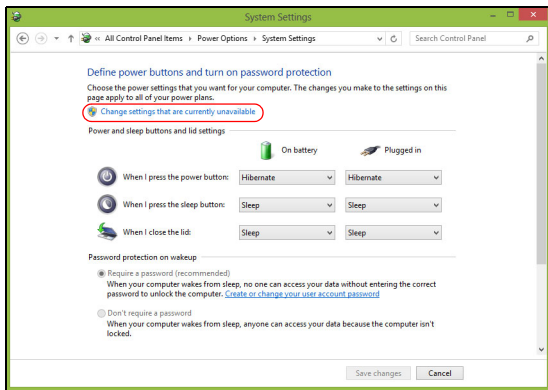 System Settings
« All Control Panel Items ▸ Power Options ▸ System Settings
Search Control Panel
Define power buttons and turn on password protection
Choose the power settings that you want for your computer. The changes you make to the settings on this
page apply to all of your power plans.
Change settings that are currently unavailable
Power and sleep buttons and lid settings
On battery Plugged in
When I press the power button: Hibernate Hibernate
When I press the sleep button: Sleep Sleep
When I close the lid: Sleep Sleep
Password protection on wakeup
Require a password (recommended)
When your computer wakes from sleep, no one can access your data without entering the correct
password to unlock the computer. Create or change your user account password
Don't require a password
When your computer wakes from sleep, anyone can access your data because the computer isn't
locked.
Save changes Cancel